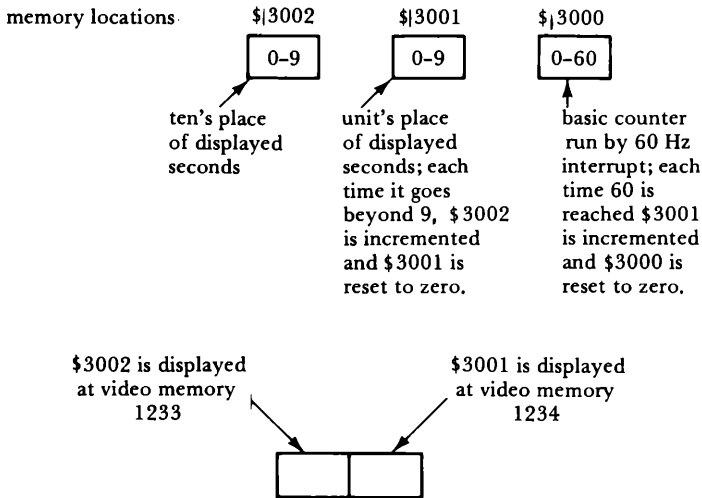 memory locations $3002 $3001 $3000
0–9 0–9 0–60
ten's place
of displayed
seconds
unit's place
of displayed
seconds; each
time it goes
beyond 9, $3002
is incremented
and $3001 is
reset to zero.
basic counter
run by 60 Hz
interrupt; each
time 60 is
reached $3001
is incremented
and $3000 is
reset to zero.
$3002 is displayed
at video memory
1233
$3001 is displayed
at video memory
1234